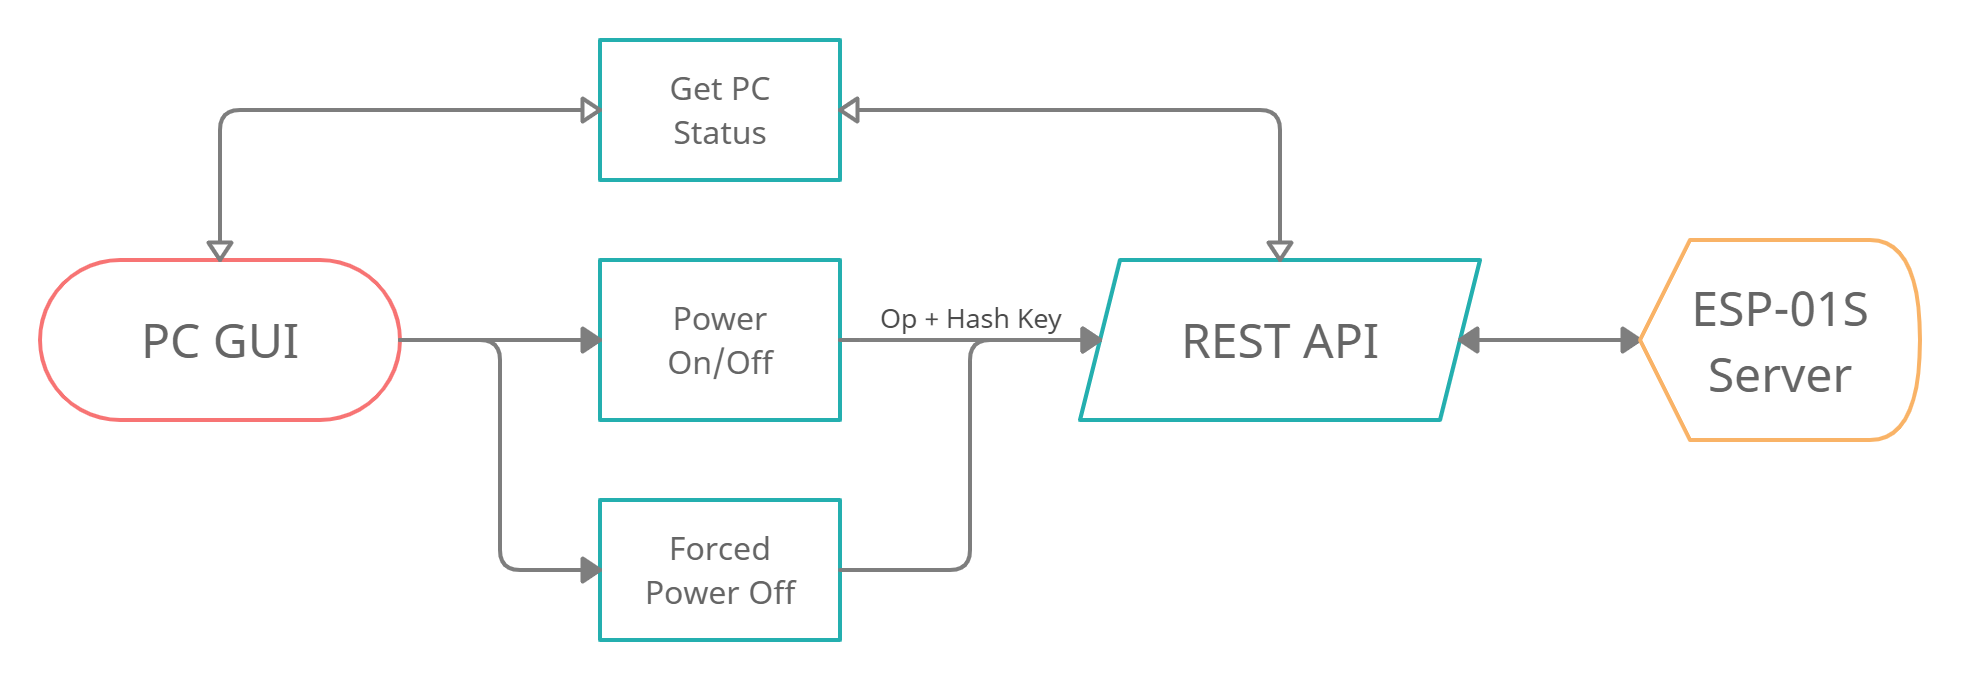 Get PC
Status
PC GUI
Power
On/Off
Op + Hash Key
REST API
ESP-01S
Server
Forced
Power Off